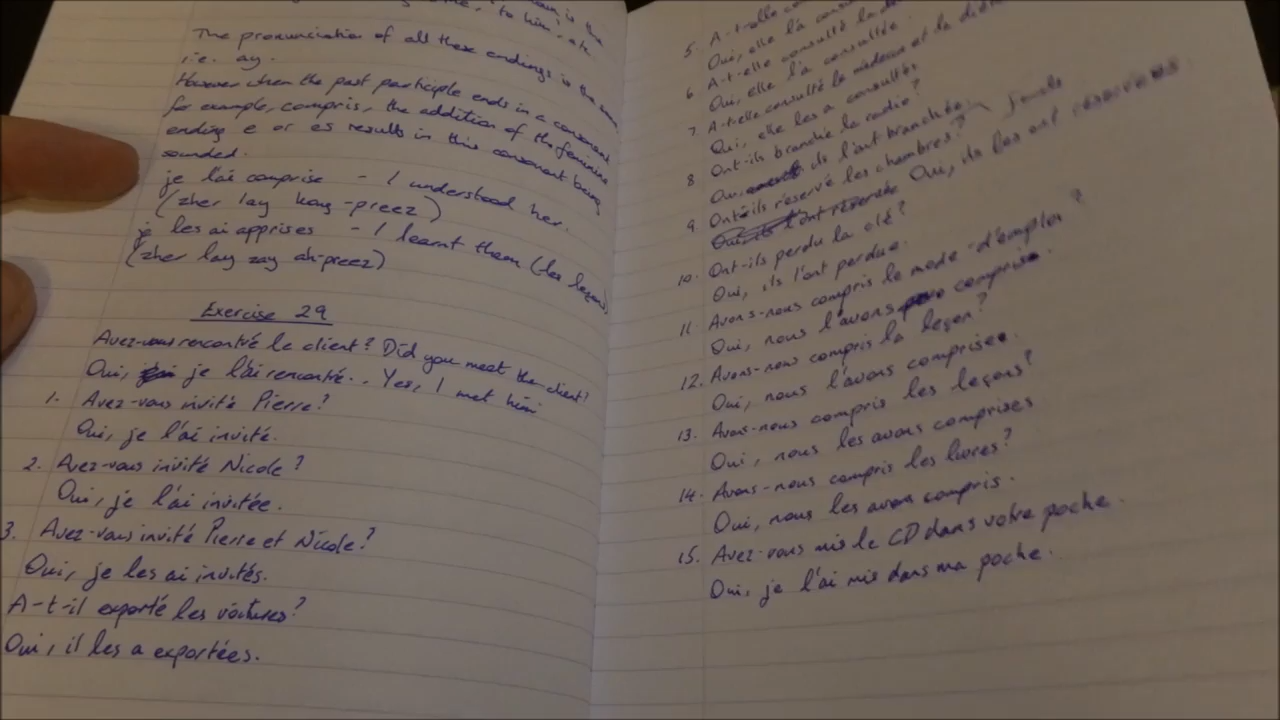 to him, etc.
The pronunciation of all these endings is the
i.e. ay.
However when the past participle ends in a consonant
for example, compris, the addition of the feminine
ending e or es results in this consonant being
sounded.
je l'ai comprise - I understood her.
(zher lay kong-preez)
je les ai apprises - I learnt them (les leçons)
(zher lay zay ah-preez)
Exercise 29
Avez-vous rencontré le client? Did you meet the client?
Oui, je l'ai rencontré.. Yes, I met him
1. Avez-vous invité Pierre?
Oui, je l'ai invité.
2. Avez-vous invité Nicole?
Oui, je l'ai invitée.
3. Avez-vous invité Pierre et Nicole?
Oui, je les ai invités.
A-t-il exporté les voitures?
Oui, il les a exportées.
5. A-t-elle
Oui, elle l'a
6 A-t-elle consulté
Oui, elle l'a consultée.
7. A-t-elle consulté le médecin et la
Oui, elle les a consultés
8 Ont-ils branché la radio?
Oui ils l'ont branchée
9. Ont-ils réservé les chambres?
Oui, ils l'ont réservée Oui, ils les ont réservées.
10. Ont-ils perdu la clé?
Oui, ils l'ont perdue.
11. Avons-nous compris le mode-d'emploi?
Oui, nous l'avons compris.
12. Avons-nous compris la leçon?
Oui, nous l'avons comprise.
13. Avons-nous compris les leçons?
Oui, nous les avons comprises
14. Avons-nous compris les livres?
Oui, nous les avons compris.
15. Avez-vous mis le CD dans votre poche.
Oui, je l'ai mis dans ma poche.